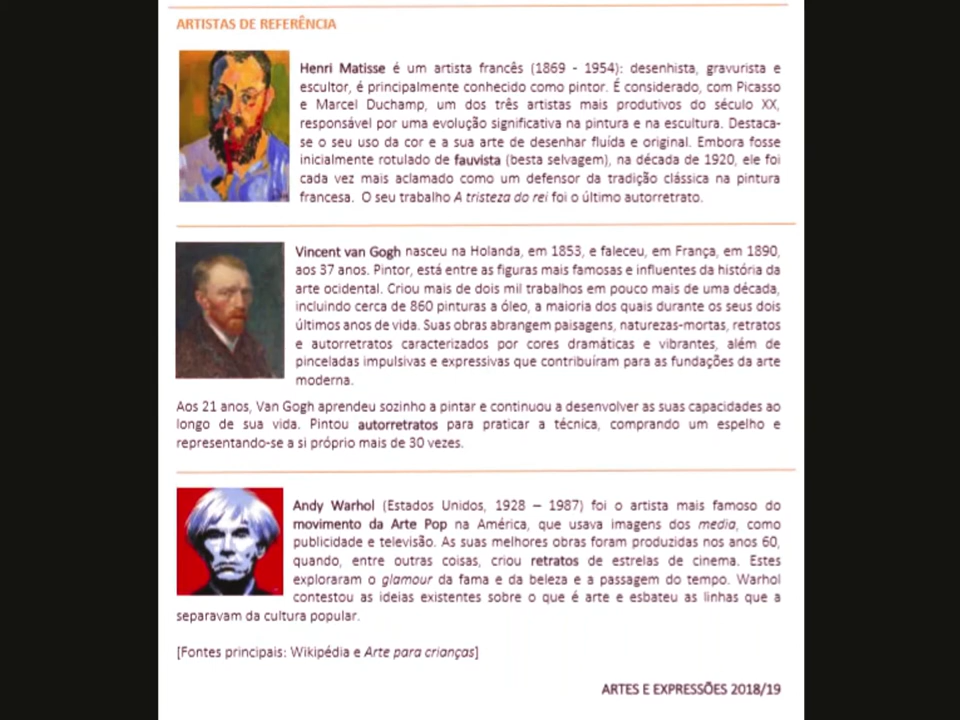 ARTISTAS DE REFERÊNCIA
Henri Matisse é um artista francês (1869 - 1954): desenhista, gravurista e
escultor, é principalmente conhecido como pintor. É considerado, com Picasso
e Marcel Duchamp, um dos três artistas mais produtivos do século XX,
responsável por uma evolução significativa na pintura e na escultura. Destaca-
se o seu uso da cor e a sua arte de desenhar fluída e original. Embora fosse
inicialmente rotulado de fauvista (besta selvagem), na década de 1920, ele foi
cada vez mais aclamado como um defensor da tradição clássica na pintura
francesa. O seu trabalho A tristeza do rei foi o último autorretrato.
Vincent van Gogh nasceu na Holanda, em 1853, e faleceu, em França, em 1890,
aos 37 anos. Pintor, está entre as figuras mais famosas e influentes da história da
arte ocidental. Criou mais de dois mil trabalhos em pouco mais de uma década,
incluindo cerca de 860 pinturas a óleo, a maioria dos quais durante os seus dois
últimos anos de vida. Suas obras abrangem paisagens, naturezas-mortas, retratos
e autorretratos caracterizados por cores dramáticas e vibrantes, além de
pinceladas impulsivas e expressivas que contribuíram para as fundações da arte
moderna.
Aos 21 anos, Van Gogh aprendeu sozinho a pintar e continuou a desenvolver as suas capacidades ao
longo de sua vida. Pintou autorretratos para praticar a técnica, comprando um espelho e
representando-se a si próprio mais de 30 vezes.
Andy Warhol (Estados Unidos, 1928 – 1987) foi o artista mais famoso do
movimento da Arte Pop na América, que usava imagens dos media, como
publicidade e televisão. As suas melhores obras foram produzidas nos anos 60,
quando, entre outras coisas, criou retratos de estrelas de cinema. Estes
exploraram o glamour da fama e da beleza e a passagem do tempo. Warhol
contestou as ideias existentes sobre o que é arte e esbateu as linhas que a
separavam da cultura popular.
[Fontes principais: Wikipédia e Arte para crianças]
ARTES E EXPRESSÕES 2018/19